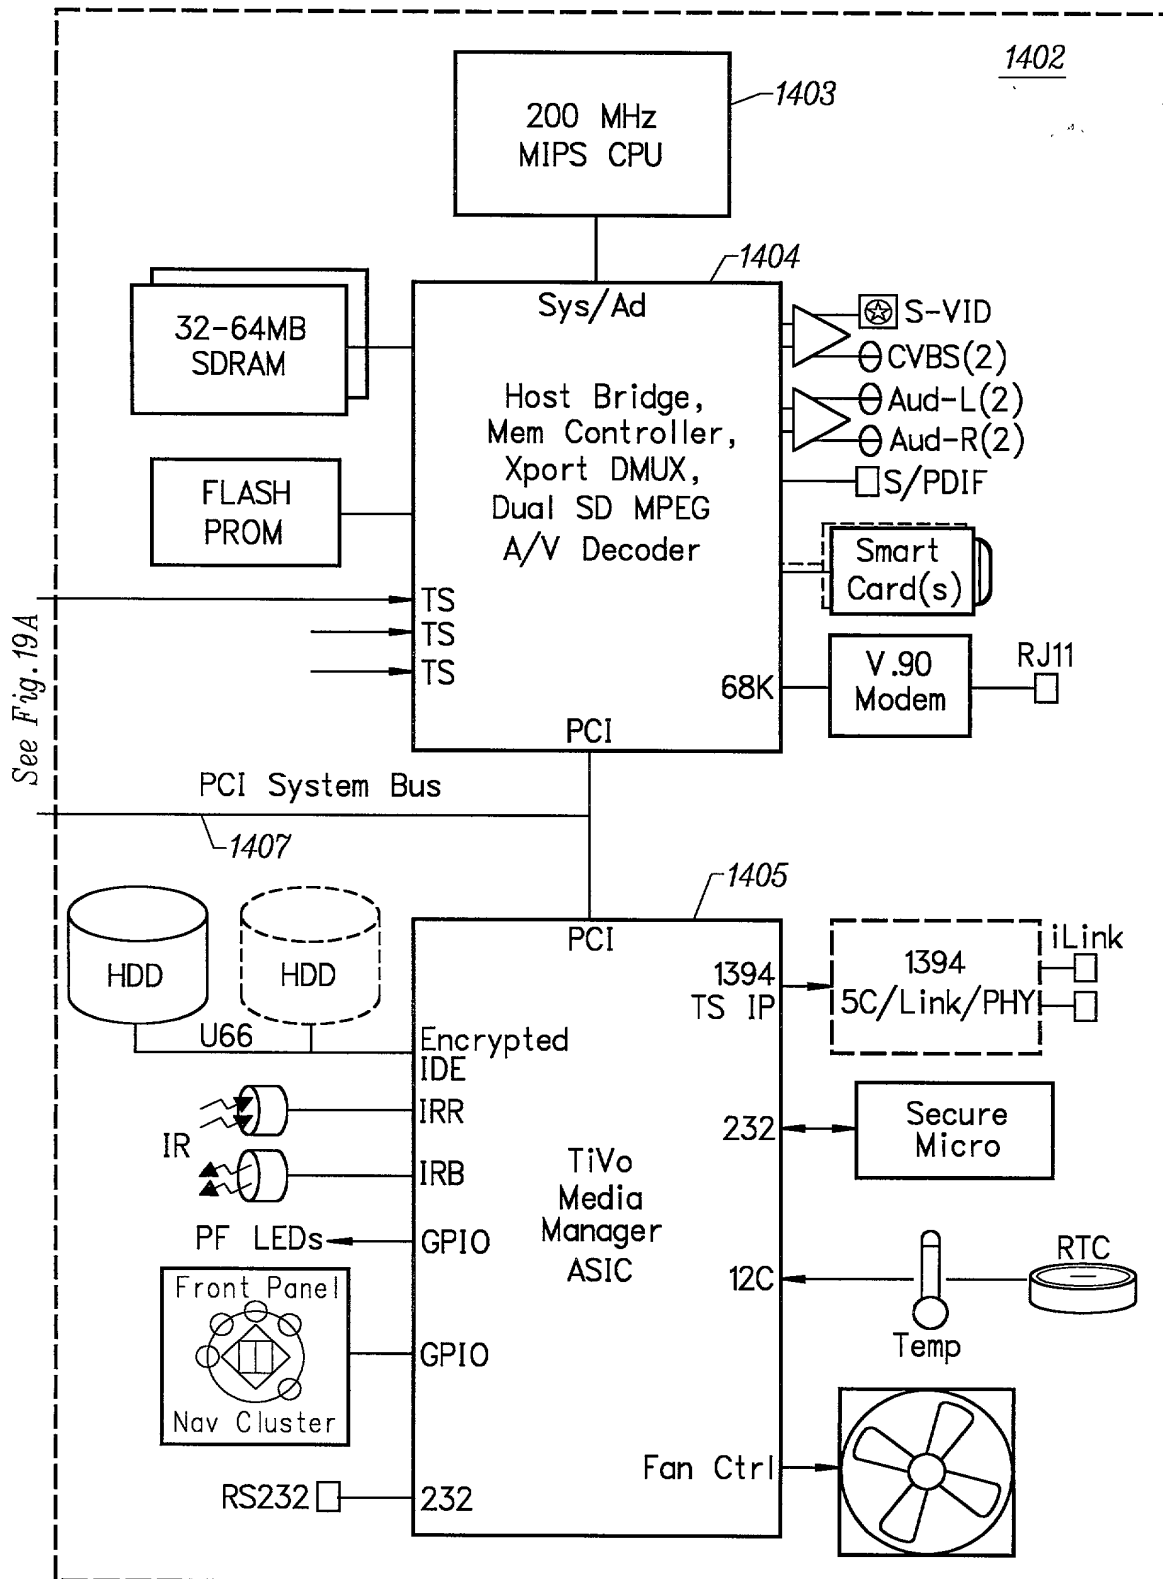 1402
200 MHz
MIPS CPU
1403
1404
32-64MB
SDRAM
FLASH
PROM
Sys/Ad
Host Bridge,
Mem Controller,
Xport DMUX,
Dual SD MPEG
A/V Decoder
TS
TS
TS
68K
PCI
S-VID
CVBS(2)
Aud-L(2)
Aud-R(2)
S/PDIF
Smart
Card(s)
V.90
Modem
RJ11
See Fig.19A
PCI System Bus
1407
1405
HDD
HDD
U66
PCI
1394
TS IP
1394
5C/Link/PHY
iLink
Encrypted
IDE
IR
IRR
IRB
232
Secure
Micro
TiVo
Media
Manager
ASIC
PF LEDs
GPIO
12C
Temp
RTC
Front Panel
Nav Cluster
GPIO
Fan Ctrl
RS232
232